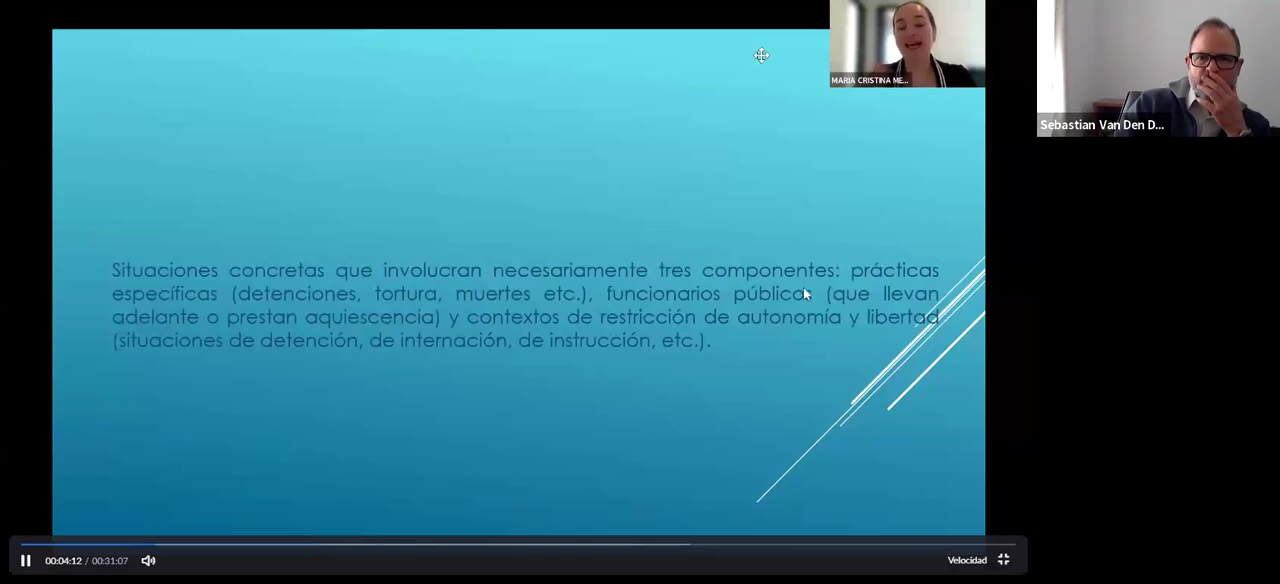 MARIA CRISTINA ME...
Sebastian Van Den D...
Situaciones concretas que involucran necesariamente tres componentes: prácticas
específicas (detenciones, tortura, muertes etc.), funcionarios públicos (que llevan
adelante o prestan aquiescencia) y contextos de restricción de autonomía y libertad
(situaciones de detención, de internación, de instrucción, etc.).
00:04:12 / 00:31:07
Velocidad